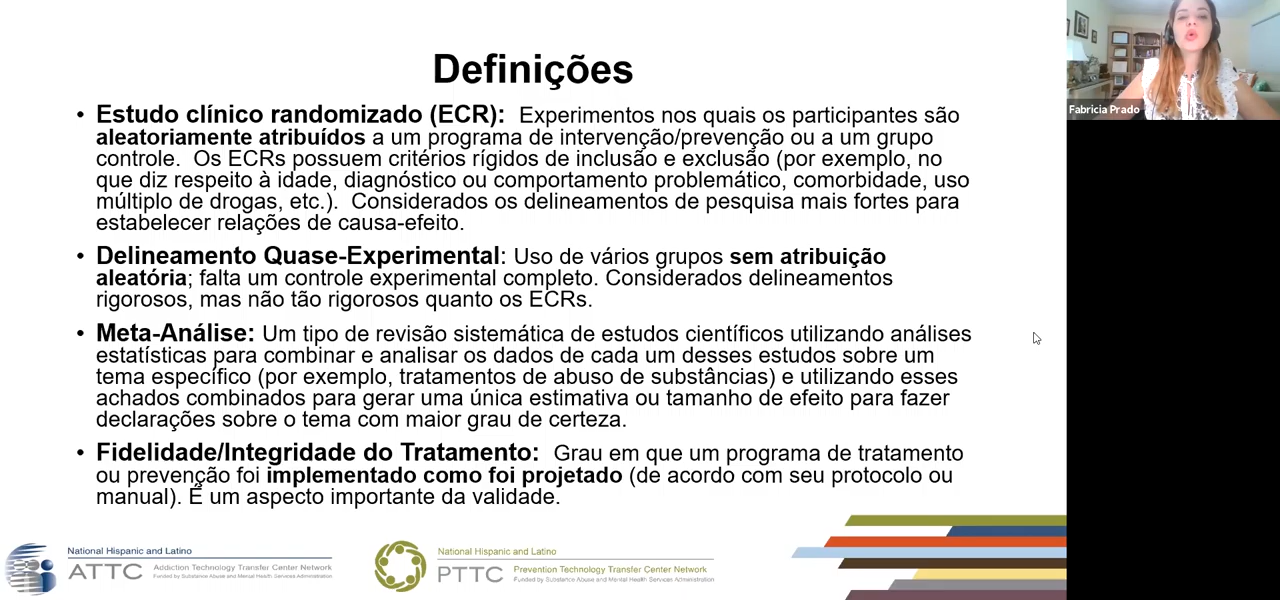 Definições
• Estudo clínico randomizado (ECR): Experimentos nos quais os participantes são
aleatoriamente atribuídos a um programa de intervenção/prevenção ou a um grupo
controle. Os ECRs possuem critérios rígidos de inclusão e exclusão (por exemplo, no
que diz respeito à idade, diagnóstico ou comportamento problemático, comorbidade, uso
múltiplo de drogas, etc.). Considerados os delineamentos de pesquisa mais fortes para
estabelecer relações de causa-efeito.
• Delineamento Quase-Experimental: Uso de vários grupos sem atribuição
aleatória; falta um controle experimental completo. Considerados delineamentos
rigorosos, mas não tão rigorosos quanto os ECRs.
• Meta-Análise: Um tipo de revisão sistemática de estudos científicos utilizando análises
estatísticas para combinar e analisar os dados de cada um desses estudos sobre um
tema específico (por exemplo, tratamentos de abuso de substâncias) e utilizando esses
achados combinados para gerar uma única estimativa ou tamanho de efeito para fazer
declarações sobre o tema com maior grau de certeza.
• Fidelidade/Integridade do Tratamento: Grau em que um programa de tratamento
ou prevenção foi implementado como foi projetado (de acordo com seu protocolo ou
manual). É um aspecto importante da validade.
National Hispanic and Latino
ATTC
Addiction Technology Transfer Center Network
Funded by Substance Abuse and Mental Health Services Administration
National Hispanic and Latino
PTTC
Prevention Technology Transfer Center Network
Funded by Substance Abuse and Mental Health Services Administration
Fabricia Prado